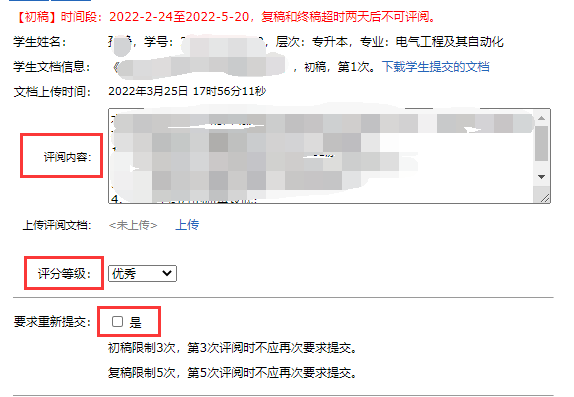 【初稿】时间段：2022-2-24至2022-5-20，复稿和终稿超时两天后不可评阅。
学生姓名： ，学号： ，层次：专升本，专业：电气工程及其自动化
学生文档信息： 《 ，初稿，第1次。下载学生提交的文档
文档上传时间： 2022年3月25日 17时56分11秒
评阅内容：
上传评阅文档： <未上传> 上传
评分等级： 优秀
要求重新提交： 是
初稿限制3次，第3次评阅时不应再次要求提交。
复稿限制5次，第5次评阅时不应再次要求提交。